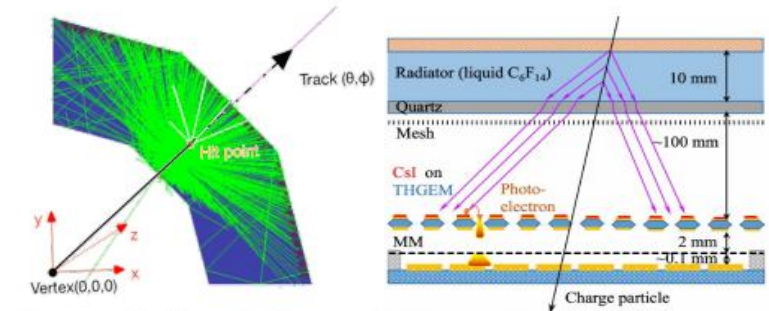 Track (θ,ϕ)
Hit point
y
z
x
Vertex(0,0,0)
Radiator (liquid C₆F₁₄)
10 mm
Quartz
Mesh
~100 mm
CsI on
THGEM
Photo-
electron
MM
2 mm
~0.1 mm
Charge particle